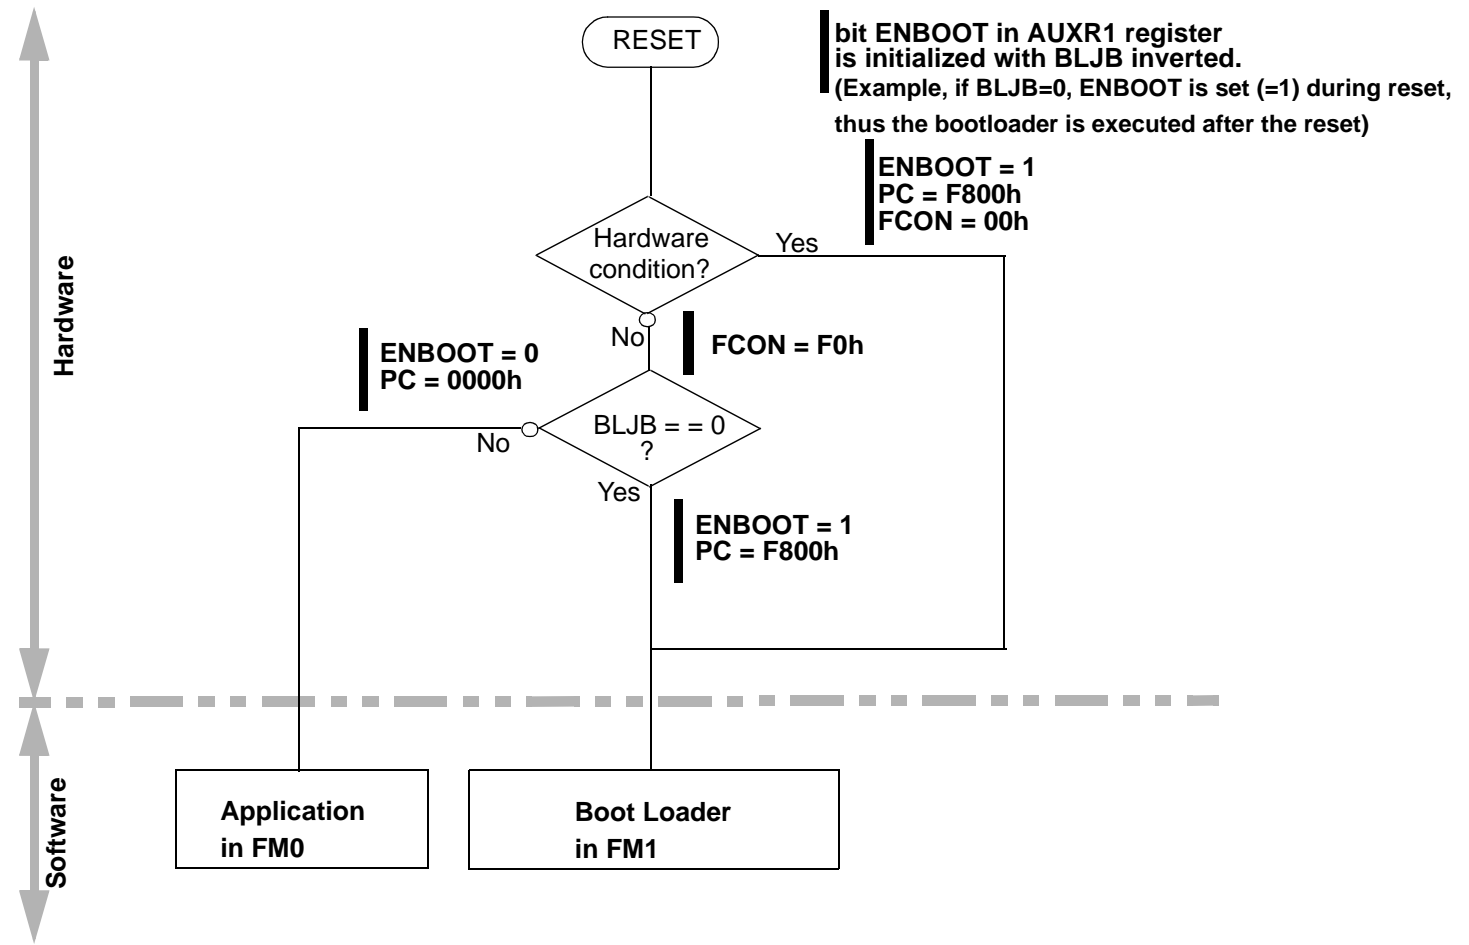 RESET
bit ENBOOT in AUXR1 register
is initialized with BLJB inverted.
(Example, if BLJB=0, ENBOOT is set (=1) during reset,
thus the bootloader is executed after the reset)
ENBOOT = 1
PC = F800h
FCON = 00h
Hardware
condition?
Yes
No
FCON = F0h
Hardware
ENBOOT = 0
PC = 0000h
BLJB = = 0
?
No
Yes
ENBOOT = 1
PC = F800h
Software
Application
in FM0
Boot Loader
in FM1